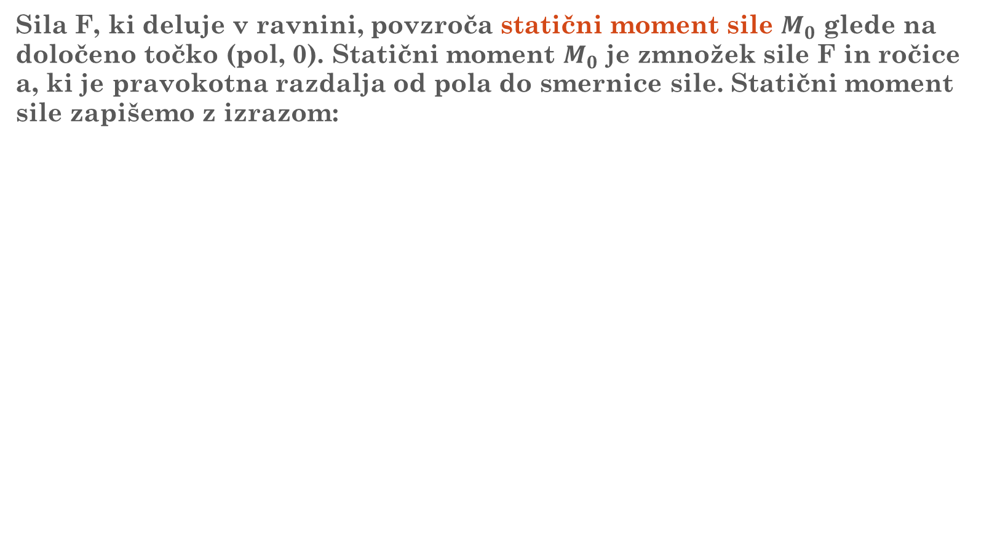 Sila F, ki deluje v ravnini, povzroča statični moment sile M₀ glede na
določeno točko (pol, 0). Statični moment M₀ je zmnožek sile F in ročice
a, ki je pravokotna razdalja od pola do smernice sile. Statični moment
sile zapišemo z izrazom: